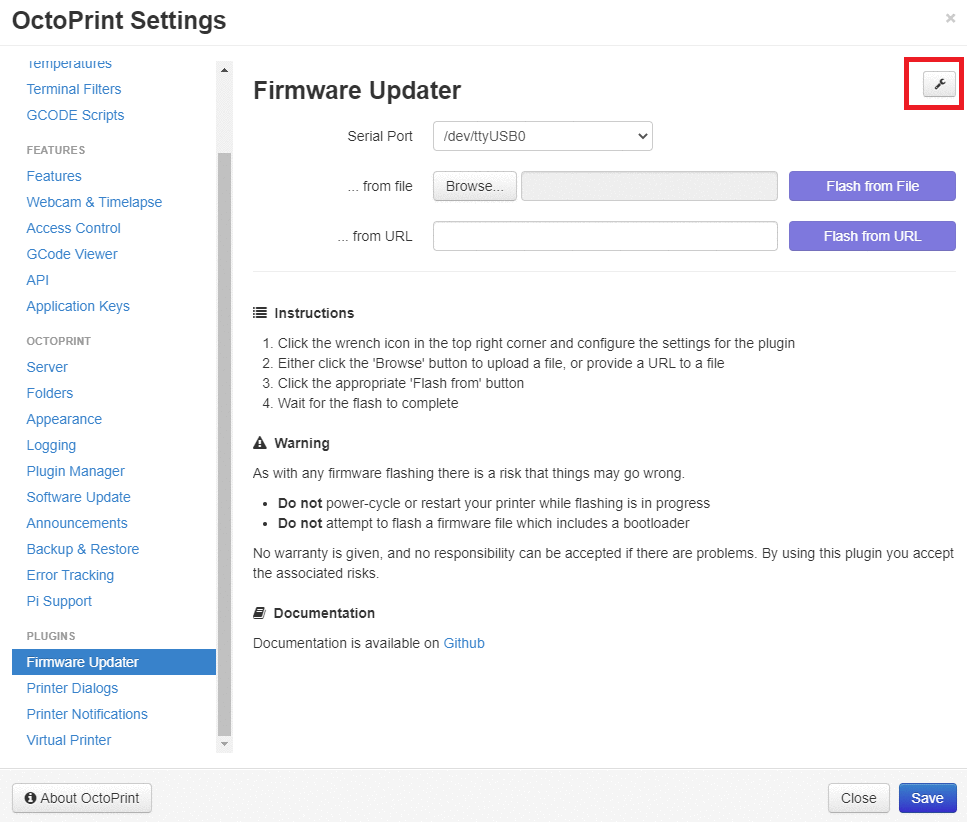 OctoPrint Settings
×
Temperatures
Terminal Filters
GCODE Scripts
FEATURES
Features
Webcam & Timelapse
Access Control
GCode Viewer
API
Application Keys
OCTOPRINT
Server
Folders
Appearance
Logging
Plugin Manager
Software Update
Announcements
Backup & Restore
Error Tracking
Pi Support
PLUGINS
Firmware Updater
Printer Dialogs
Printer Notifications
Virtual Printer
Firmware Updater
Serial Port /dev/ttyUSB0
... from file Browse... Flash from File
... from URL Flash from URL
Instructions
1. Click the wrench icon in the top right corner and configure the settings for the plugin
2. Either click the 'Browse' button to upload a file, or provide a URL to a file
3. Click the appropriate 'Flash from' button
4. Wait for the flash to complete
Warning
As with any firmware flashing there is a risk that things may go wrong.
• Do not power-cycle or restart your printer while flashing is in progress
• Do not attempt to flash a firmware file which includes a bootloader
No warranty is given, and no responsibility can be accepted if there are problems. By using this plugin you accept
the associated risks.
Documentation
Documentation is available on Github
About OctoPrint Close Save